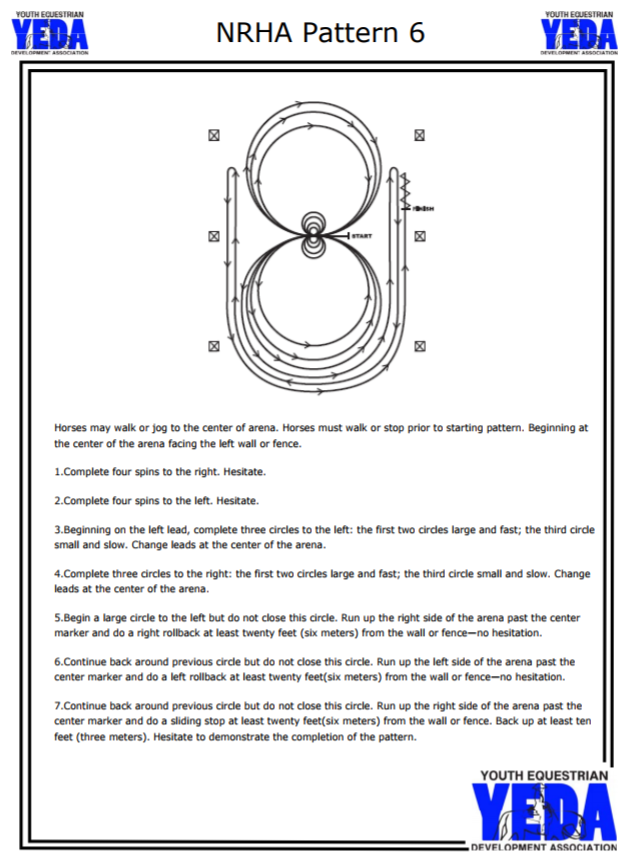 YOUTH EQUESTRIAN
YEDA
DEVELOPMENT ASSOCIATION
NRHA Pattern 6
YOUTH EQUESTRIAN
YEDA
DEVELOPMENT ASSOCIATION
FINISH
START
Horses may walk or jog to the center of arena. Horses must walk or stop prior to starting pattern. Beginning at
the center of the arena facing the left wall or fence.
1.Complete four spins to the right. Hesitate.
2.Complete four spins to the left. Hesitate.
3.Beginning on the left lead, complete three circles to the left: the first two circles large and fast; the third circle
small and slow. Change leads at the center of the arena.
4.Complete three circles to the right: the first two circles large and fast; the third circle small and slow. Change
leads at the center of the arena.
5.Begin a large circle to the left but do not close this circle. Run up the right side of the arena past the center
marker and do a right rollback at least twenty feet (six meters) from the wall or fence—no hesitation.
6.Continue back around previous circle but do not close this circle. Run up the left side of the arena past the
center marker and do a left rollback at least twenty feet(six meters) from the wall or fence—no hesitation.
7.Continue back around previous circle but do not close this circle. Run up the right side of the arena past the
center marker and do a sliding stop at least twenty feet(six meters) from the wall or fence. Back up at least ten
feet (three meters). Hesitate to demonstrate the completion of the pattern.
YOUTH EQUESTRIAN
YEDA
DEVELOPMENT ASSOCIATION